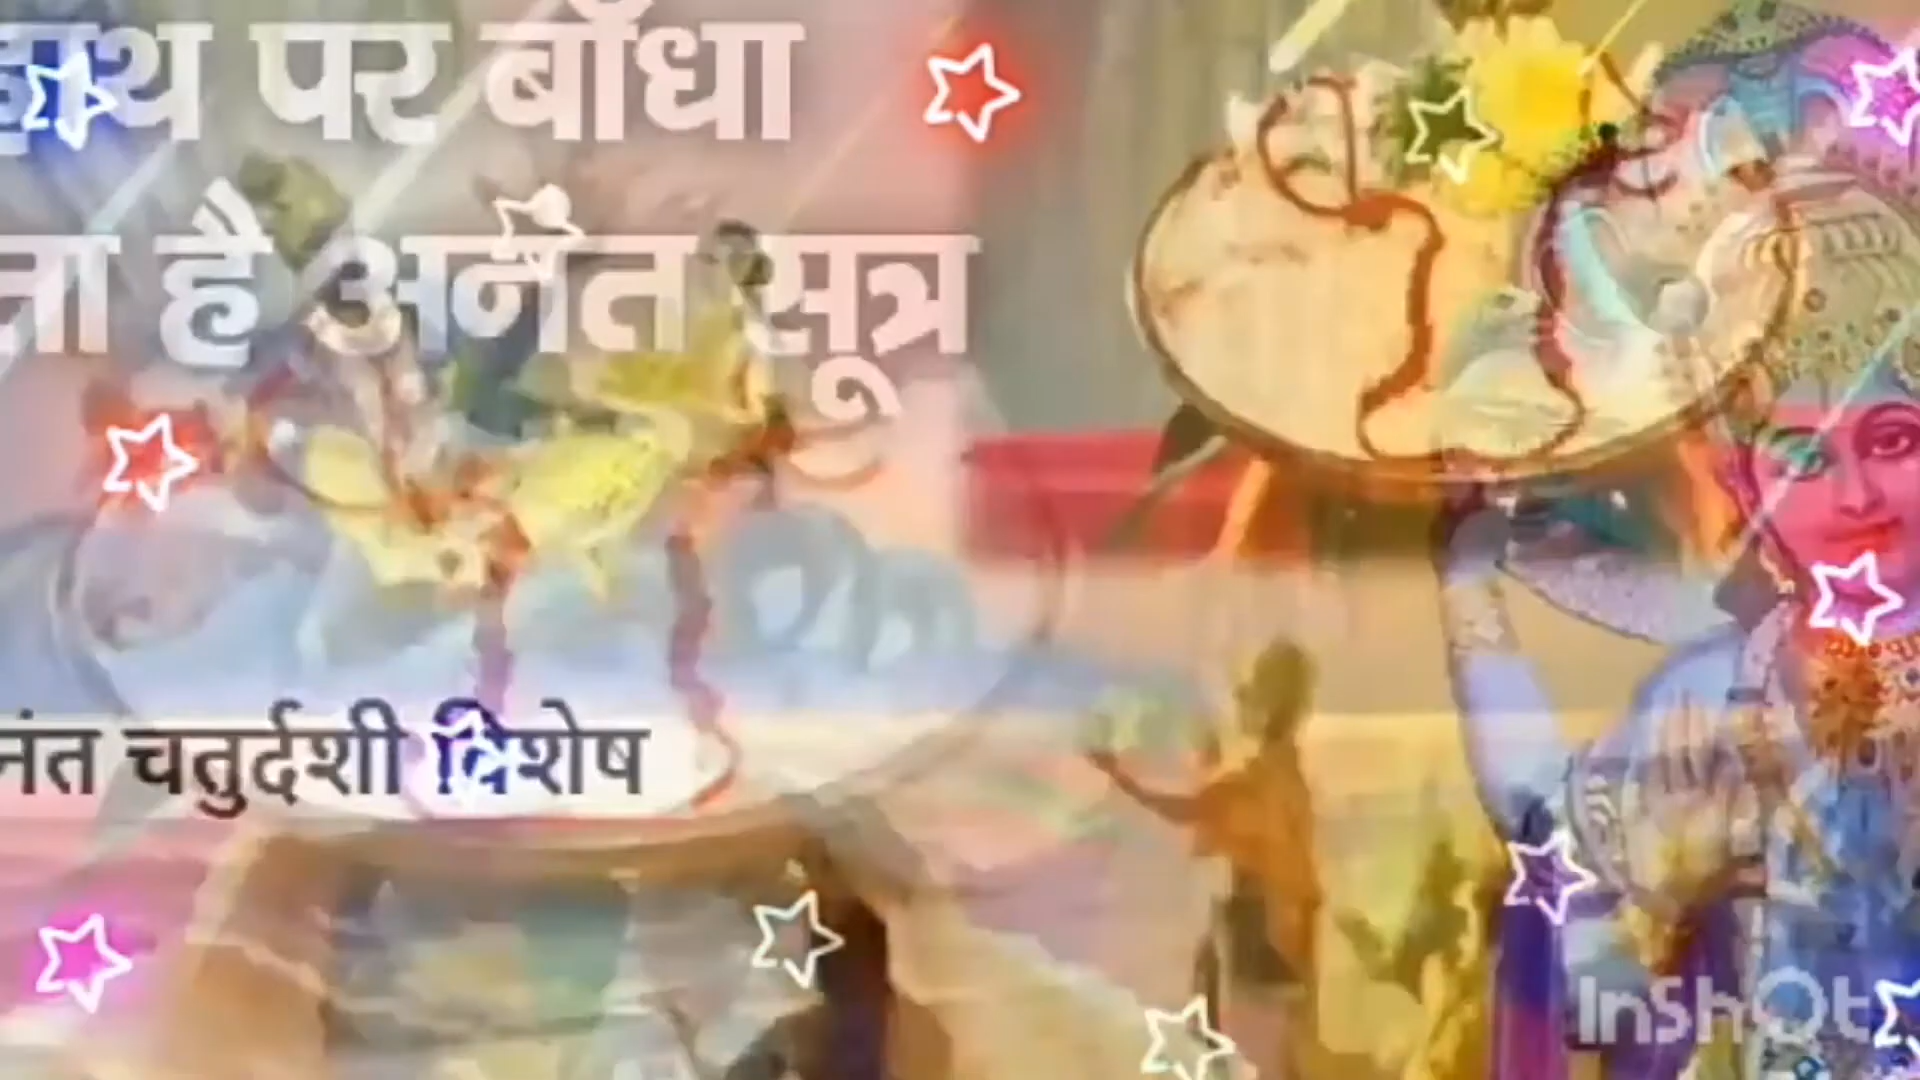 हाथ पर बाँधा
ता है अनंत सूत्र
नंत चतुर्दशी विशेष
InShOt